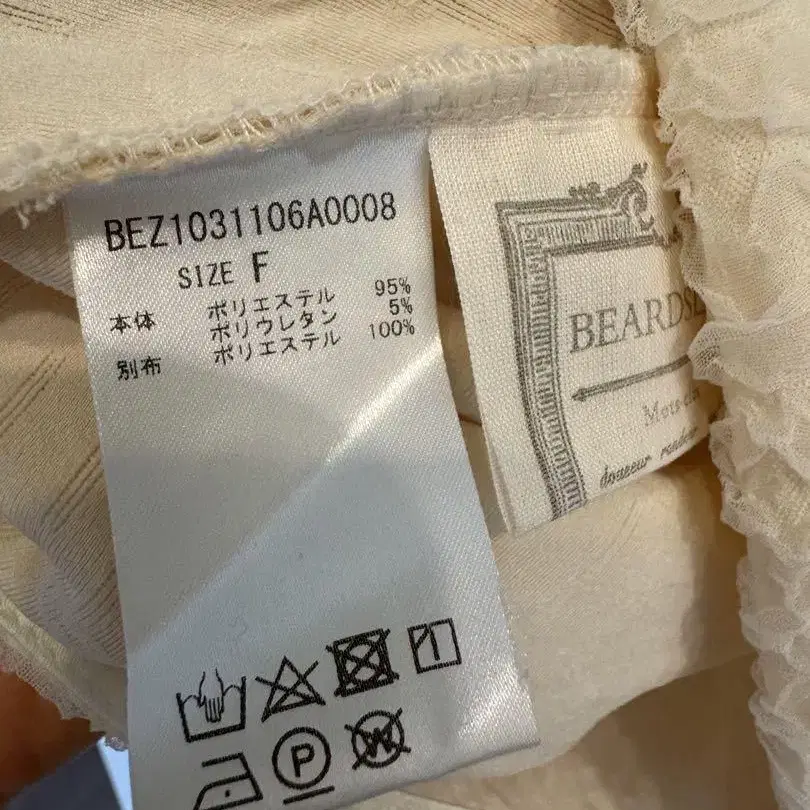 BEZ1031106A0008
SIZE F
本体 ポリエステル 95%
ポリウレタン 5%
別布 ポリエステル 100%
BEARDSL
douceur
P
W